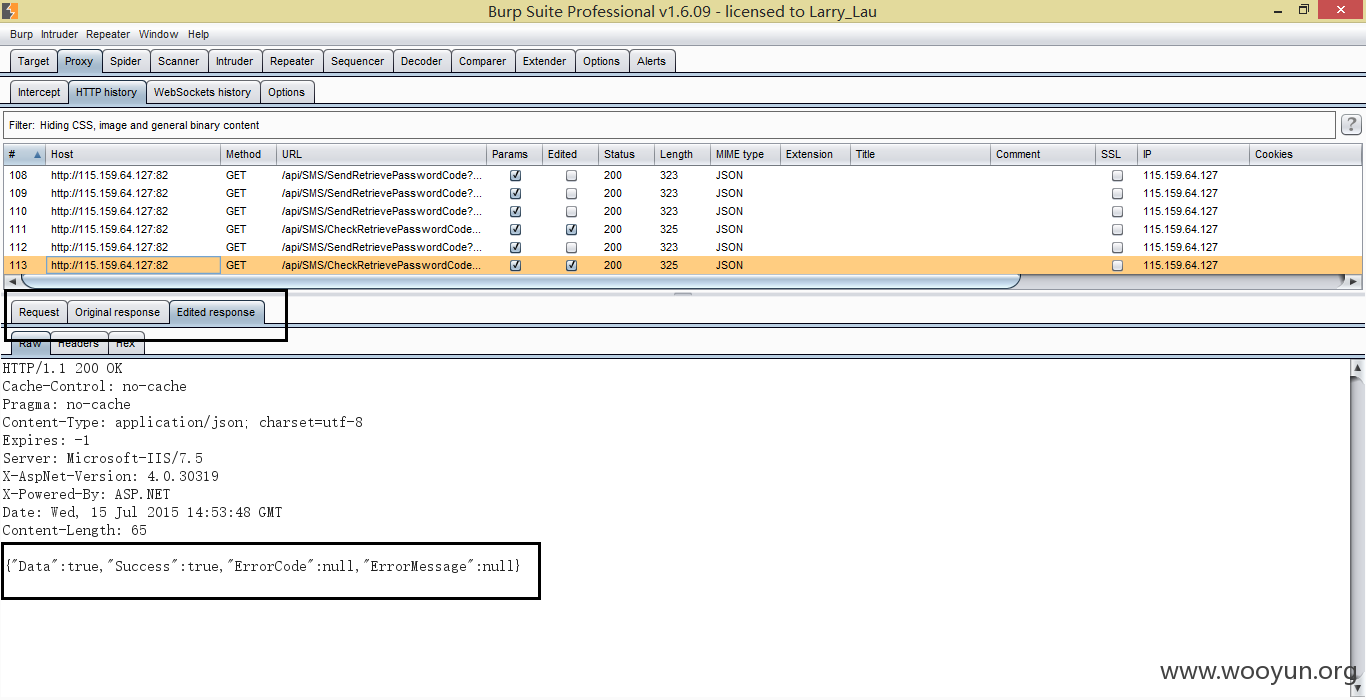 Burp Suite Professional v1.6.09 - licensed to Larry_Lau
Burp Intruder Repeater Window Help
Target Proxy Spider Scanner Intruder Repeater Sequencer Decoder Comparer Extender Options Alerts
Intercept HTTP history WebSockets history Options
Filter: Hiding CSS, image and general binary content ?
# Host Method URL Params Edited Status Length MIME type Extension Title Comment SSL IP Cookies
108 http://115.159.64.127:82 GET /api/SMS/SendRetrievePasswordCode?... 200 323 JSON 115.159.64.127
109 http://115.159.64.127:82 GET /api/SMS/SendRetrievePasswordCode?... 200 323 JSON 115.159.64.127
110 http://115.159.64.127:82 GET /api/SMS/SendRetrievePasswordCode?... 200 323 JSON 115.159.64.127
111 http://115.159.64.127:82 GET /api/SMS/CheckRetrievePasswordCode... 200 325 JSON 115.159.64.127
112 http://115.159.64.127:82 GET /api/SMS/SendRetrievePasswordCode?... 200 323 JSON 115.159.64.127
113 http://115.159.64.127:82 GET /api/SMS/CheckRetrievePasswordCode... 200 325 JSON 115.159.64.127
Request Original response Edited response
Raw Headers Hex
HTTP/1.1 200 OK
Cache-Control: no-cache
Pragma: no-cache
Content-Type: application/json; charset=utf-8
Expires: -1
Server: Microsoft-IIS/7.5
X-AspNet-Version: 4.0.30319
X-Powered-By: ASP.NET
Date: Wed, 15 Jul 2015 14:53:48 GMT
Content-Length: 65
{"Data":true,"Success":true,"ErrorCode":null,"ErrorMessage":null}
www.wooyun.org